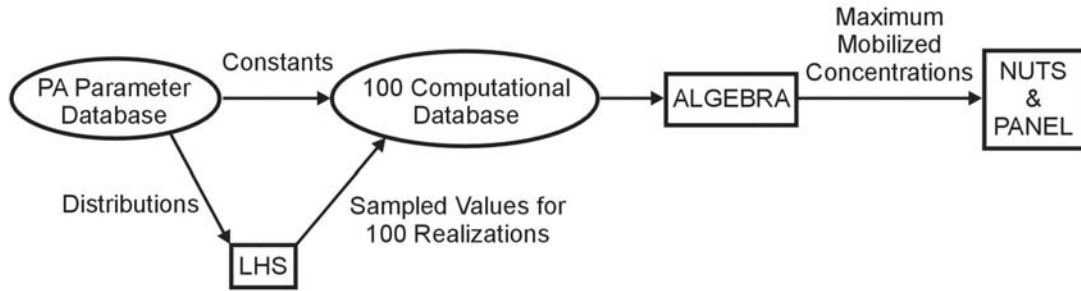 PA Parameter
Database
Constants
100 Computational
Database
ALGEBRA
Maximum
Mobilized
Concentrations
NUTS
&
PANEL
Distributions
LHS
Sampled Values for
100 Realizations